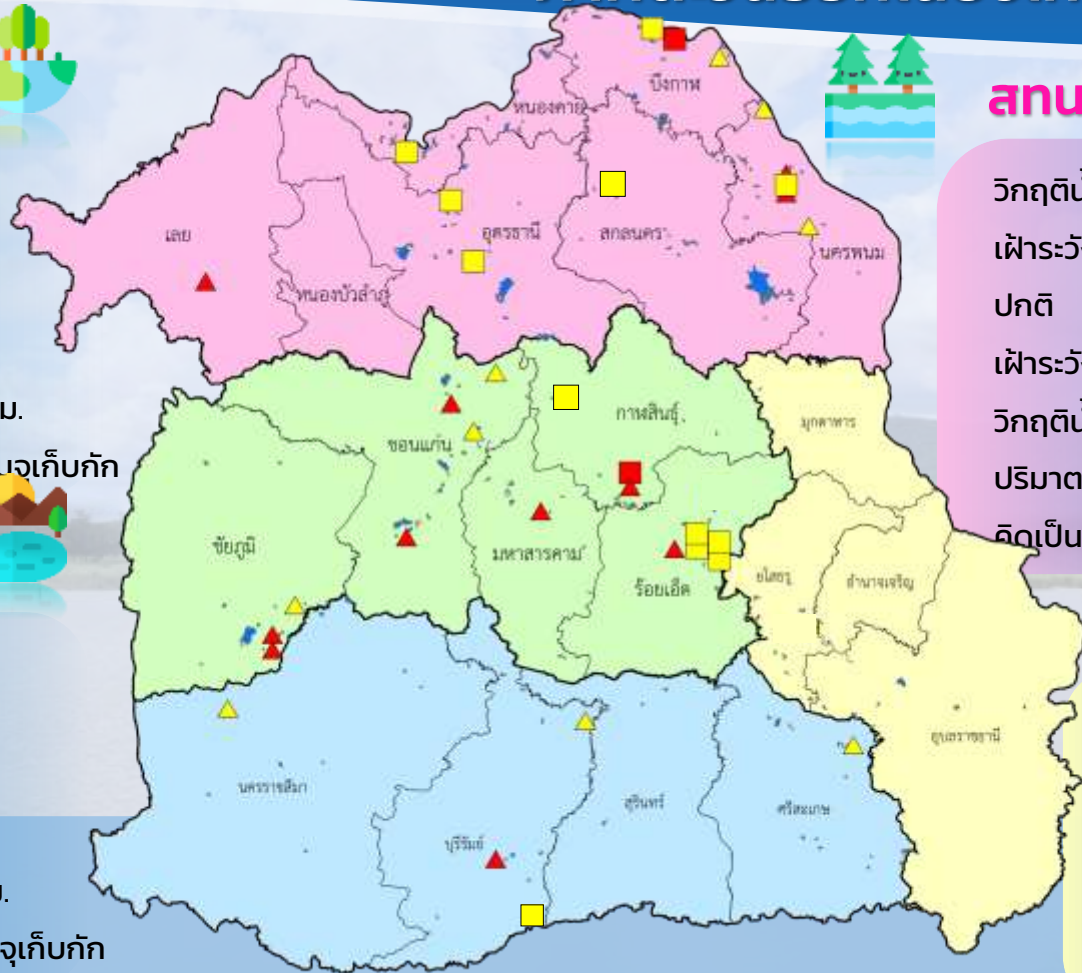 สทน
บึงกาฬ
หนองคาย
วิกฤติน้
เฝ้าระวัง
ปกติ
เฝ้าระวัง
วิกฤติน้
ปริมาต
คิดเป็น
เลย
อุดรธานี
สกลนคร
นครพนม
หนองบัวลำภู
ม.
มจุเก็บกัก
ขอนแก่น
กาฬสินธุ์
มุกดาหาร
ชัยภูมิ
มหาสารคาม
ร้อยเอ็ด
ยโสธร
อำนาจเจริญ
อุบลราชธานี
นครราชสีมา
บุรีรัมย์
สุรินทร์
ศรีสะเกษ
ม.
จุเก็บกัก